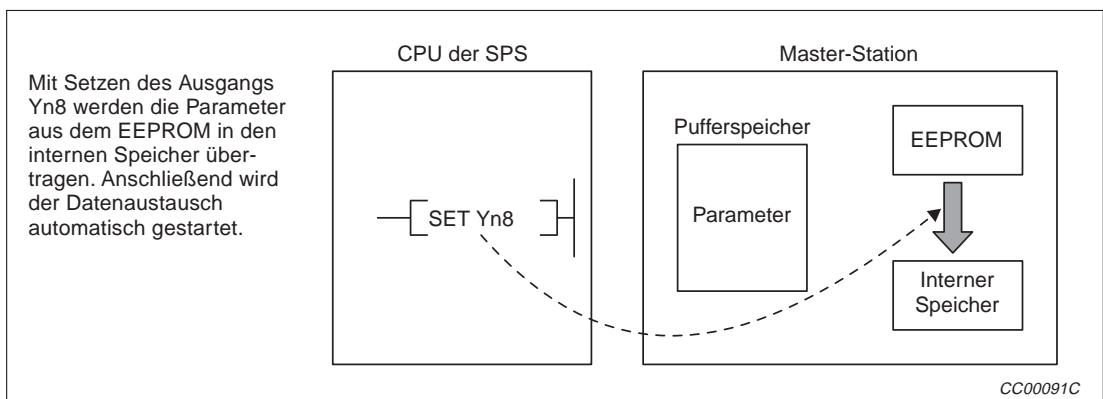 Mit Setzen des Ausgangs
Yn8 werden die Parameter
aus dem EEPROM in den
internen Speicher über-
tragen. Anschließend wird
der Datenaustausch
automatisch gestartet.
CPU der SPS
SET Yn8
Master-Station
Pufferspeicher
Parameter
EEPROM
Interner
Speicher
CC00091C